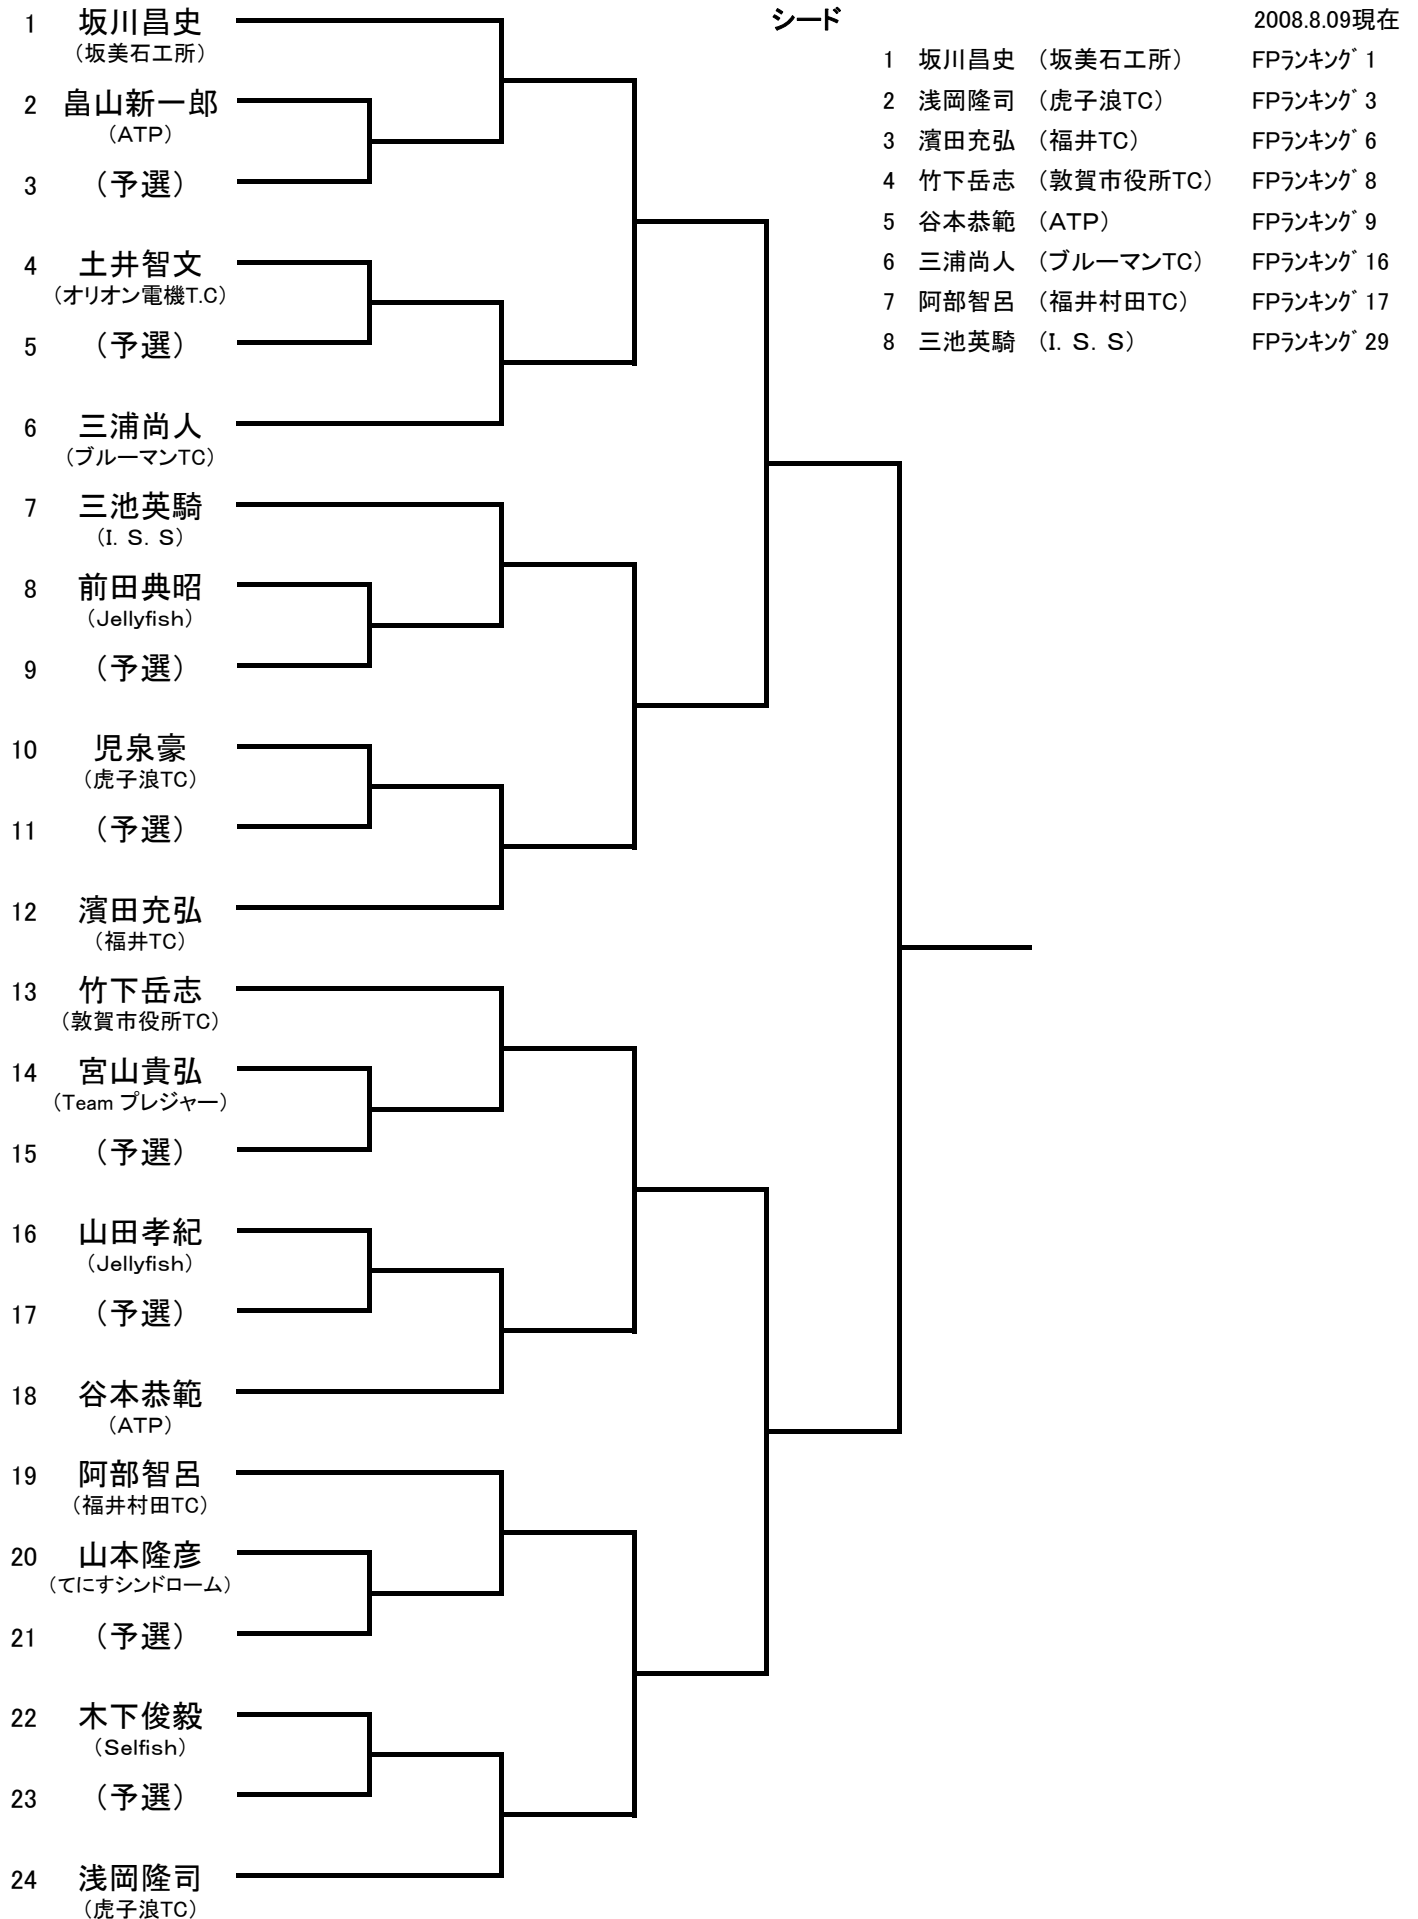 シード 2008.8.09現在
1 坂川昌史 （坂美石工所） FPランキング 1
2 浅岡隆司 （虎子浪TC） FPランキング 3
3 濱田充弘 （福井TC） FPランキング 6
4 竹下岳志 （敦賀市役所TC） FPランキング 8
5 谷本恭範 （ATP） FPランキング 9
6 三浦尚人 （ブルーマンTC） FPランキング 16
7 阿部智呂 （福井村田TC） FPランキング 17
8 三池英騎 （I．S．S） FPランキング 29
1 坂川昌史
（坂美石工所）
2 畠山新一郎
（ATP）
3 （予選）
4 土井智文
（オリオン電機T.C）
5 （予選）
6 三浦尚人
（ブルーマンTC）
7 三池英騎
（I．S．S）
8 前田典昭
（Jellyfish）
9 （予選）
10 児泉豪
（虎子浪TC）
11 （予選）
12 濱田充弘
（福井TC）
13 竹下岳志
（敦賀市役所TC）
14 宮山貴弘
（Team プレジャー）
15 （予選）
16 山田孝紀
（Jellyfish）
17 （予選）
18 谷本恭範
（ATP）
19 阿部智呂
（福井村田TC）
20 山本隆彦
（てにすシンドローム）
21 （予選）
22 木下俊毅
（Selfish）
23 （予選）
24 浅岡隆司
（虎子浪TC）